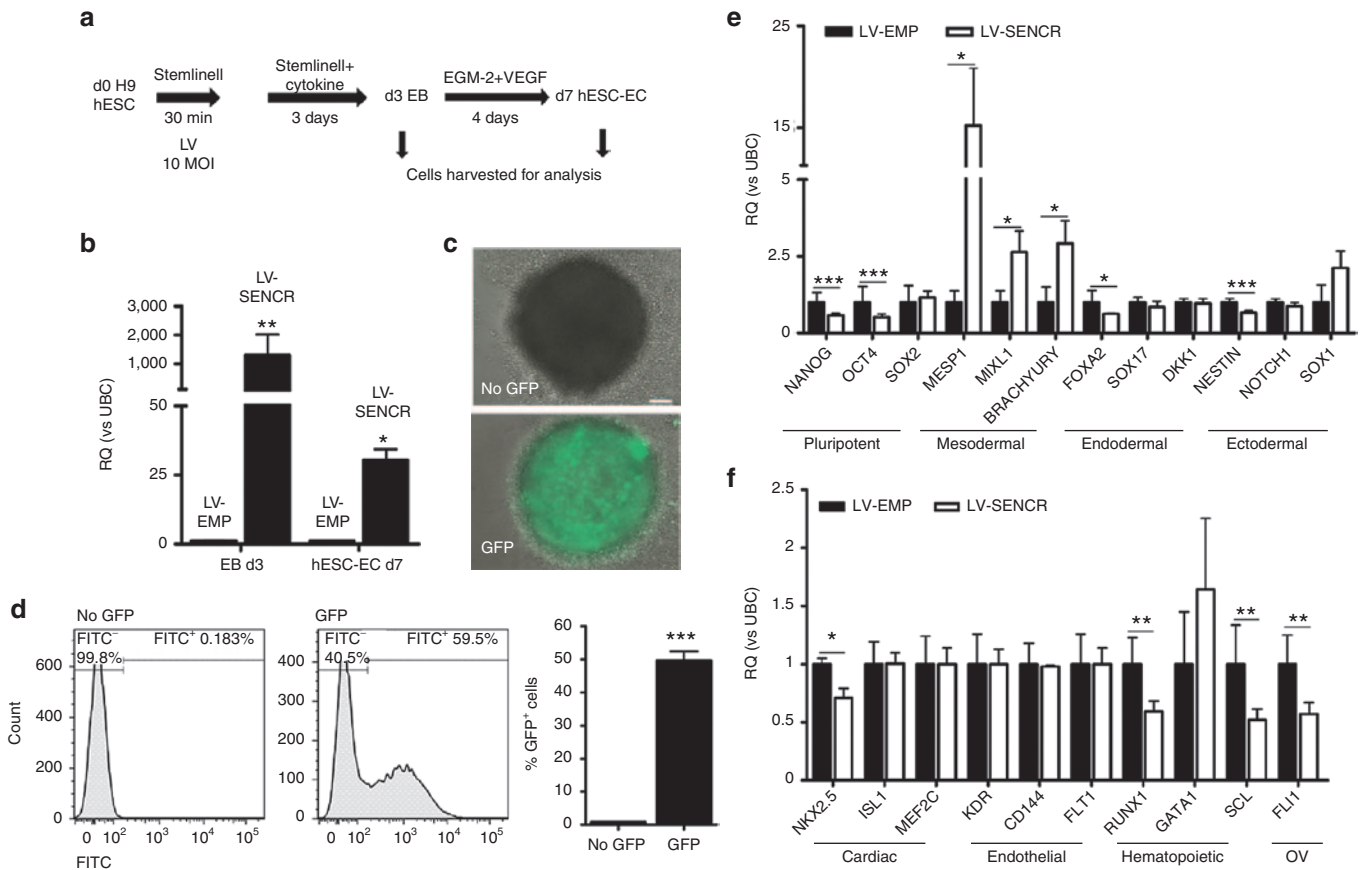 a
d0 H9
hESC
Stemlinell
30 min
LV
10 MOI
Stemlinell+
cytokine
3 days
d3 EB
EGM-2+VEGF
4 days
d7 hESC-EC
Cells harvested for analysis
b
RQ (vs UBC)
3,000
2,000
1,000
50
25
0
LV-
EMP
LV-
SENCR
**
LV-
EMP
LV-
SENCR
*
EB d3
hESC-EC d7
c
No GFP
GFP
d
No GFP
FITC⁻
99.8%
FITC⁺ 0.183%
Count
600
400
200
0
0 10² 10³ 10⁴ 10⁵
FITC
GFP
FITC⁻
40.5%
FITC⁺ 59.5%
400
300
200
100
0
0 10² 10³ 10⁴ 10⁵
% GFP⁺ cells
60
50
40
30
20
10
0
***
No GFP
GFP
e
LV-EMP
LV-SENCR
RQ (vs UBC)
25
15
5
2.5
0
***
***
*
*
*
*
***
NANOG
OCT4
SOX2
MESP1
MIXL1
BRACHYURY
FOXA2
SOX17
DKK1
NESTIN
NOTCH1
SOX1
Pluripotent
Mesodermal
Endodermal
Ectodermal
f
LV-EMP
LV-SENCR
RQ (vs UBC)
2.5
2
1.5
1
0.5
0
*
**
**
**
NKX2.5
ISL1
MEF2C
KDR
CD144
FLT1
RUNX1
GATA1
SCL
FLI1
Cardiac
Endothelial
Hematopoietic
OV